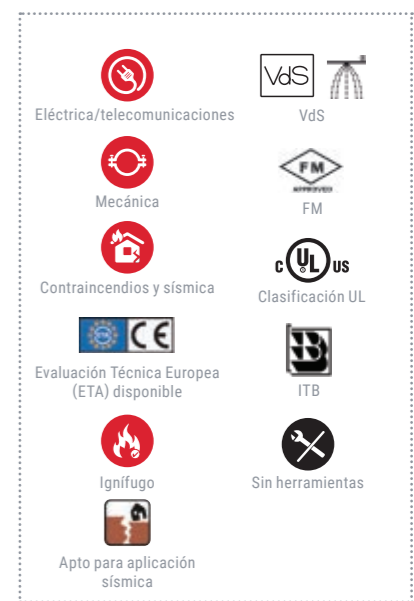 Eléctrica/telecomunicaciones
VdS
VdS
Mecánica
FM
APPROVED
FM
Contraincendios y sísmica
c UL US
Clasificación UL
CE
Evaluación Técnica Europea
(ETA) disponible
ITB
Ignífugo
Sin herramientas
Apto para aplicación
sísmica